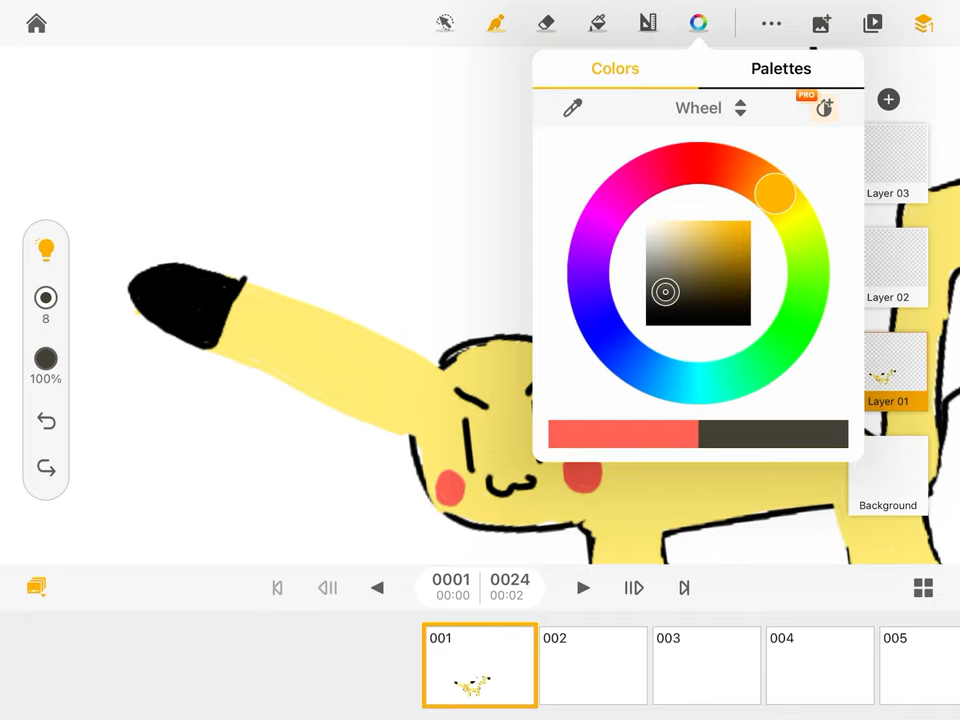 1
Colors
Palettes
Wheel
PRO
Layer 03
Layer 02
8
100%
Layer 01
Background
0001
0024
00:00
00:02
001
002
003
004
005